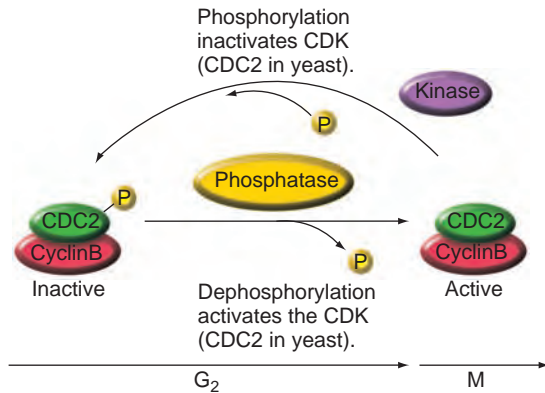 Phosphorylation
inactivates CDK
(CDC2 in yeast).
Kinase
P
Phosphatase
P
CDC2
CyclinB
Inactive
P
CDC2
CyclinB
Active
Dephosphorylation
activates the CDK
(CDC2 in yeast).
G₂
M